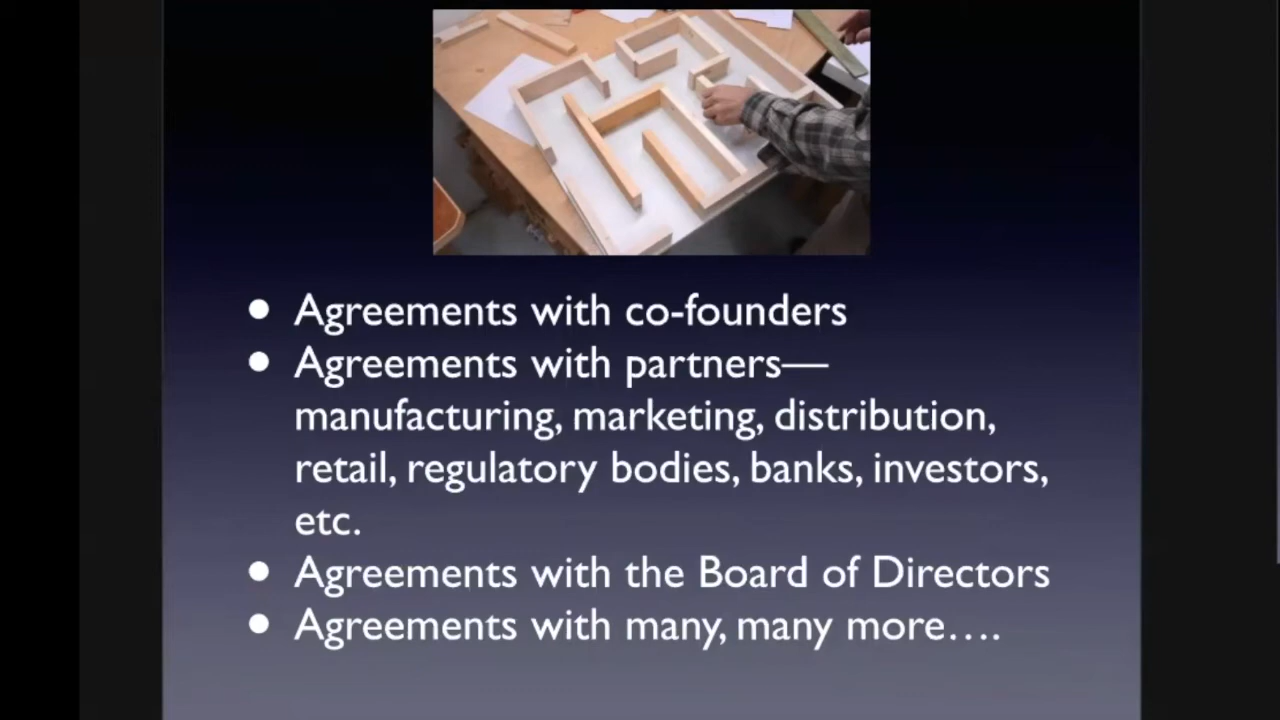 Agreements with co-founders
Agreements with partners—
manufacturing, marketing, distribution,
retail, regulatory bodies, banks, investors,
etc.
Agreements with the Board of Directors
Agreements with many, many more….